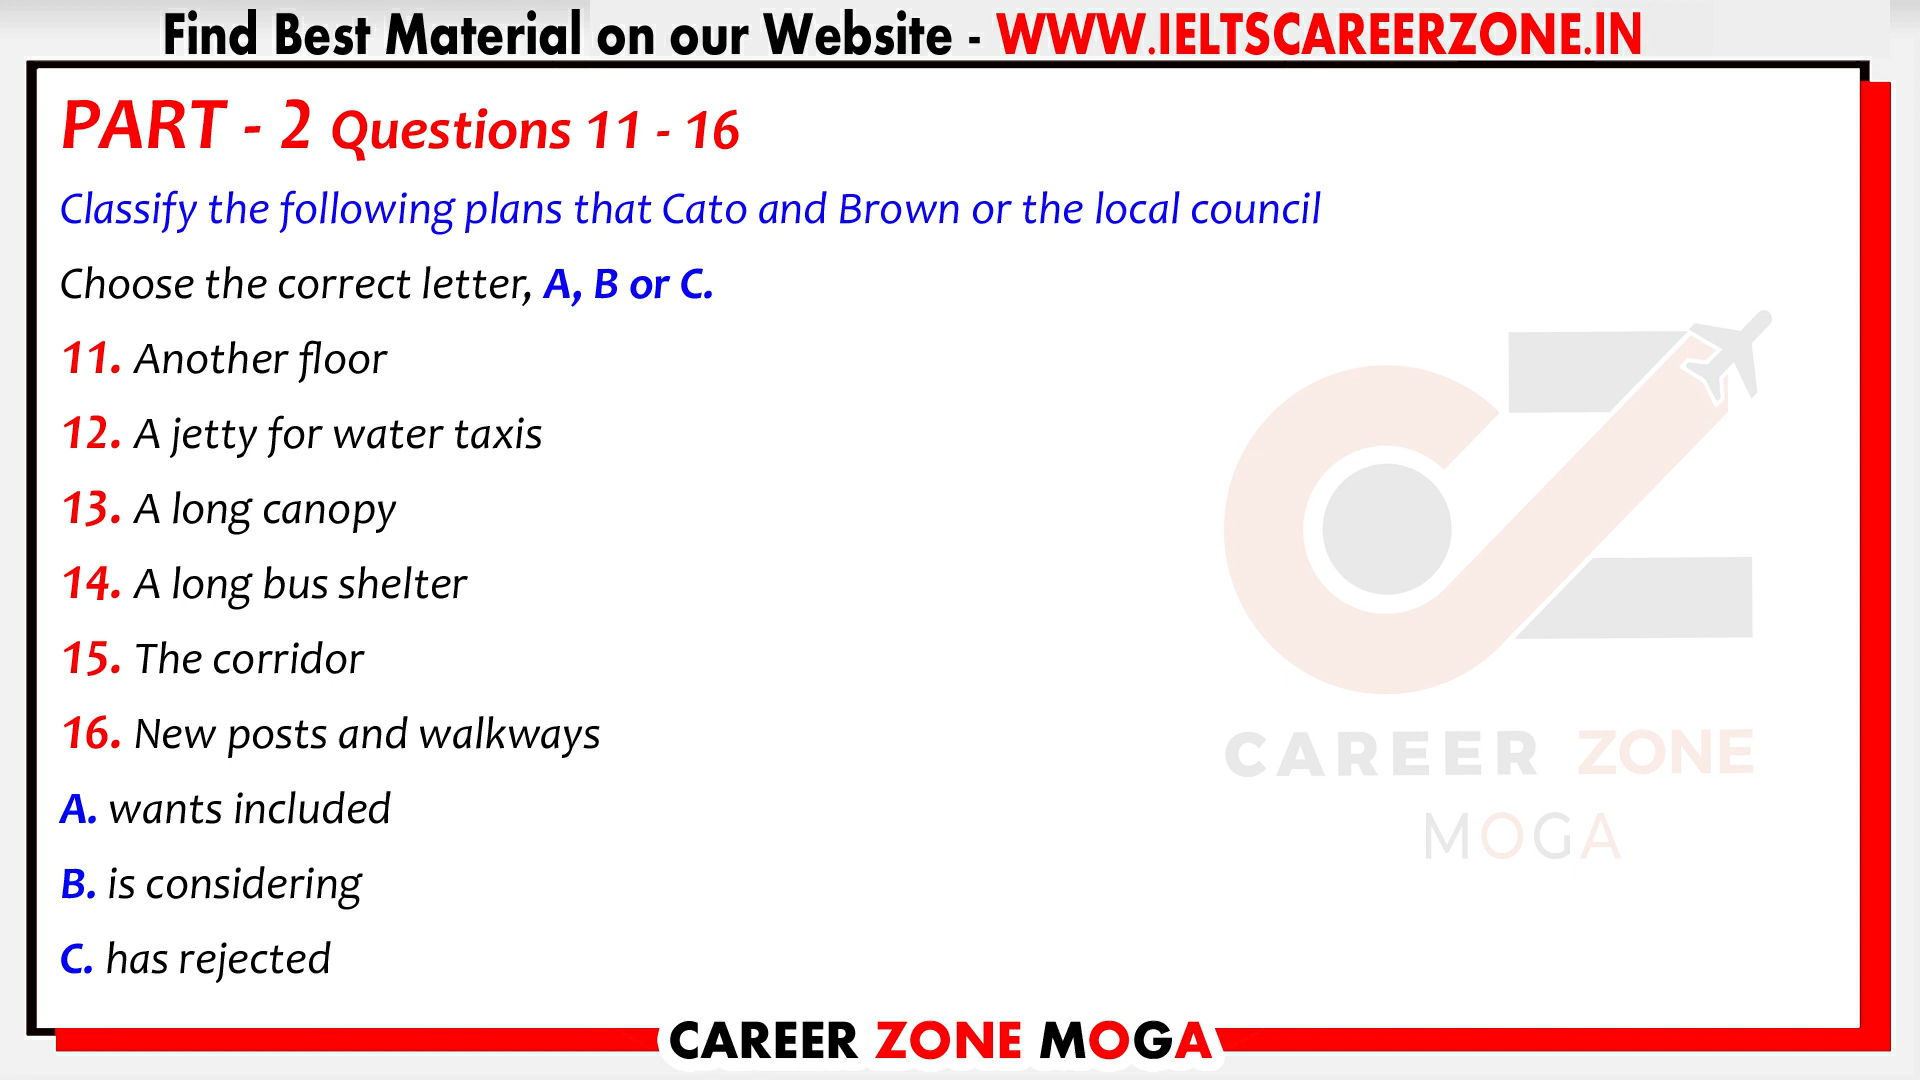 Find Best Material on our Website - WWW.IELTSCAREERZONE.IN
PART - 2 Questions 11 - 16
Classify the following plans that Cato and Brown or the local council
Choose the correct letter, A, B or C.
11. Another floor
12. A jetty for water taxis
13. A long canopy
14. A long bus shelter
15. The corridor
16. New posts and walkways
A. wants included
B. is considering
C. has rejected
CAREER ZONE
MOGA
CAREER ZONE MOGA